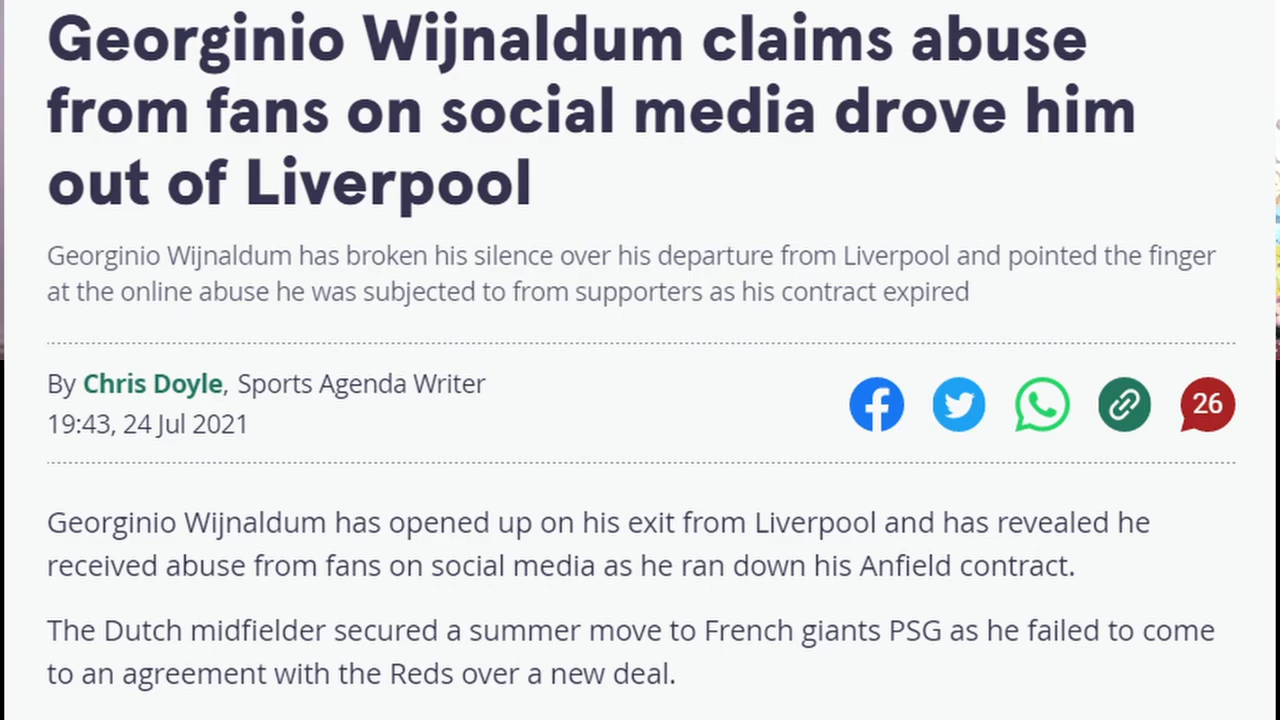 Georginio Wijnaldum claims abuse
from fans on social media drove him
out of Liverpool
Georginio Wijnaldum has broken his silence over his departure from Liverpool and pointed the finger
at the online abuse he was subjected to from supporters as his contract expired
By Chris Doyle, Sports Agenda Writer
19:43, 24 Jul 2021
26
Georginio Wijnaldum has opened up on his exit from Liverpool and has revealed he
received abuse from fans on social media as he ran down his Anfield contract.
The Dutch midfielder secured a summer move to French giants PSG as he failed to come
to an agreement with the Reds over a new deal.